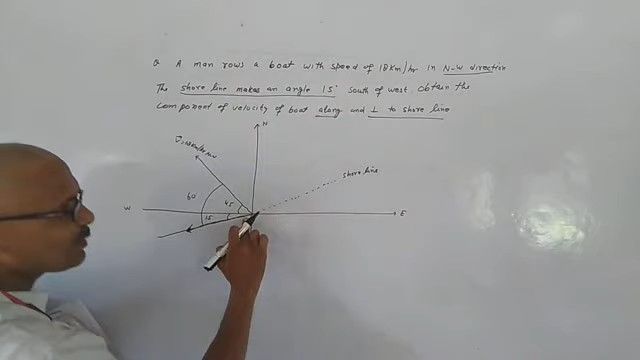 Q A man rows a boat with speed of 18 Km/hr in N-W direction
The shore line makes an angle 15° south of west obtain the
Component of velocity of boat along and ⊥ to shore line
N
shore line
60
45
W
15
E